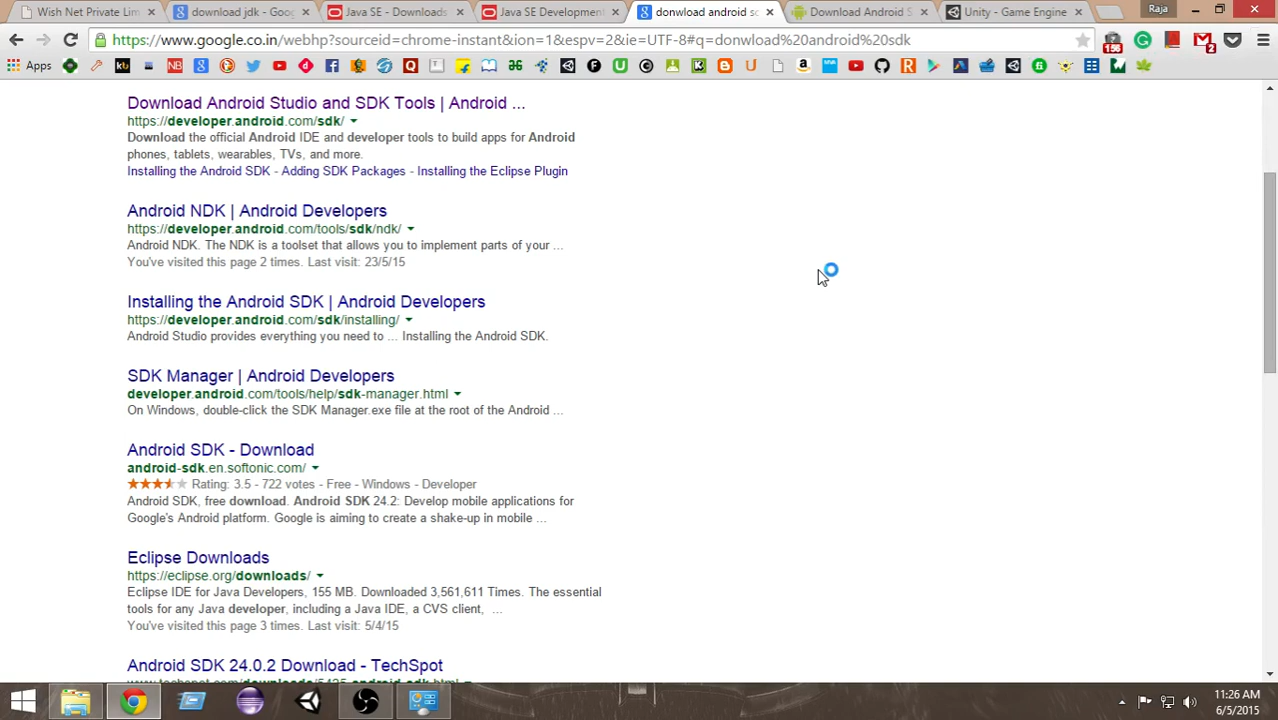 Wish Net Private Lim
download jdk - Goo
Java SE - Downloads
Java SE Developmen
donwload android sc
Download Android S
Unity - Game Engine
Raja
https://www.google.co.in/webhp?sourceid=chrome-instant&ion=1&espv=2&ie=UTF-8#q=donwload%20android%20sdk
156
2
Apps
Download Android Studio and SDK Tools | Android ...
https://developer.android.com/sdk/
Download the official Android IDE and developer tools to build apps for Android
phones, tablets, wearables, TVs, and more.
Installing the Android SDK - Adding SDK Packages - Installing the Eclipse Plugin
Android NDK | Android Developers
https://developer.android.com/tools/sdk/ndk/
Android NDK. The NDK is a toolset that allows you to implement parts of your ...
You've visited this page 2 times. Last visit: 23/5/15
Installing the Android SDK | Android Developers
https://developer.android.com/sdk/installing/
Android Studio provides everything you need to ... Installing the Android SDK.
SDK Manager | Android Developers
developer.android.com/tools/help/sdk-manager.html
On Windows, double-click the SDK Manager.exe file at the root of the Android ...
Android SDK - Download
android-sdk.en.softonic.com/
Rating: 3.5 - 722 votes - Free - Windows - Developer
Android SDK, free download. Android SDK 24.2: Develop mobile applications for
Google's Android platform. Google is aiming to create a shake-up in mobile ...
Eclipse Downloads
https://eclipse.org/downloads/
Eclipse IDE for Java Developers, 155 MB. Downloaded 3,561,611 Times. The essential
tools for any Java developer, including a Java IDE, a CVS client, ...
You've visited this page 3 times. Last visit: 5/4/15
Android SDK 24.0.2 Download - TechSpot
11:26 AM
6/5/2015